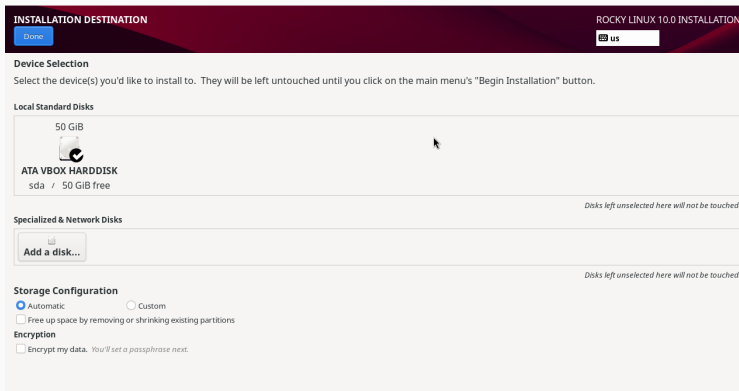 INSTALLATION DESTINATION
ROCKY LINUX 10.0 INSTALLATION
Done
us
Device Selection
Select the device(s) you'd like to install to. They will be left untouched until you click on the main menu's "Begin Installation" button.
Local Standard Disks
50 GiB
ATA VBOX HARDDISK
sda / 50 GiB free
Disks left unselected here will not be touched
Specialized & Network Disks
Add a disk...
Disks left unselected here will not be touched
Storage Configuration
Automatic
Custom
Free up space by removing or shrinking existing partitions
Encryption
Encrypt my data. You'll set a passphrase next.